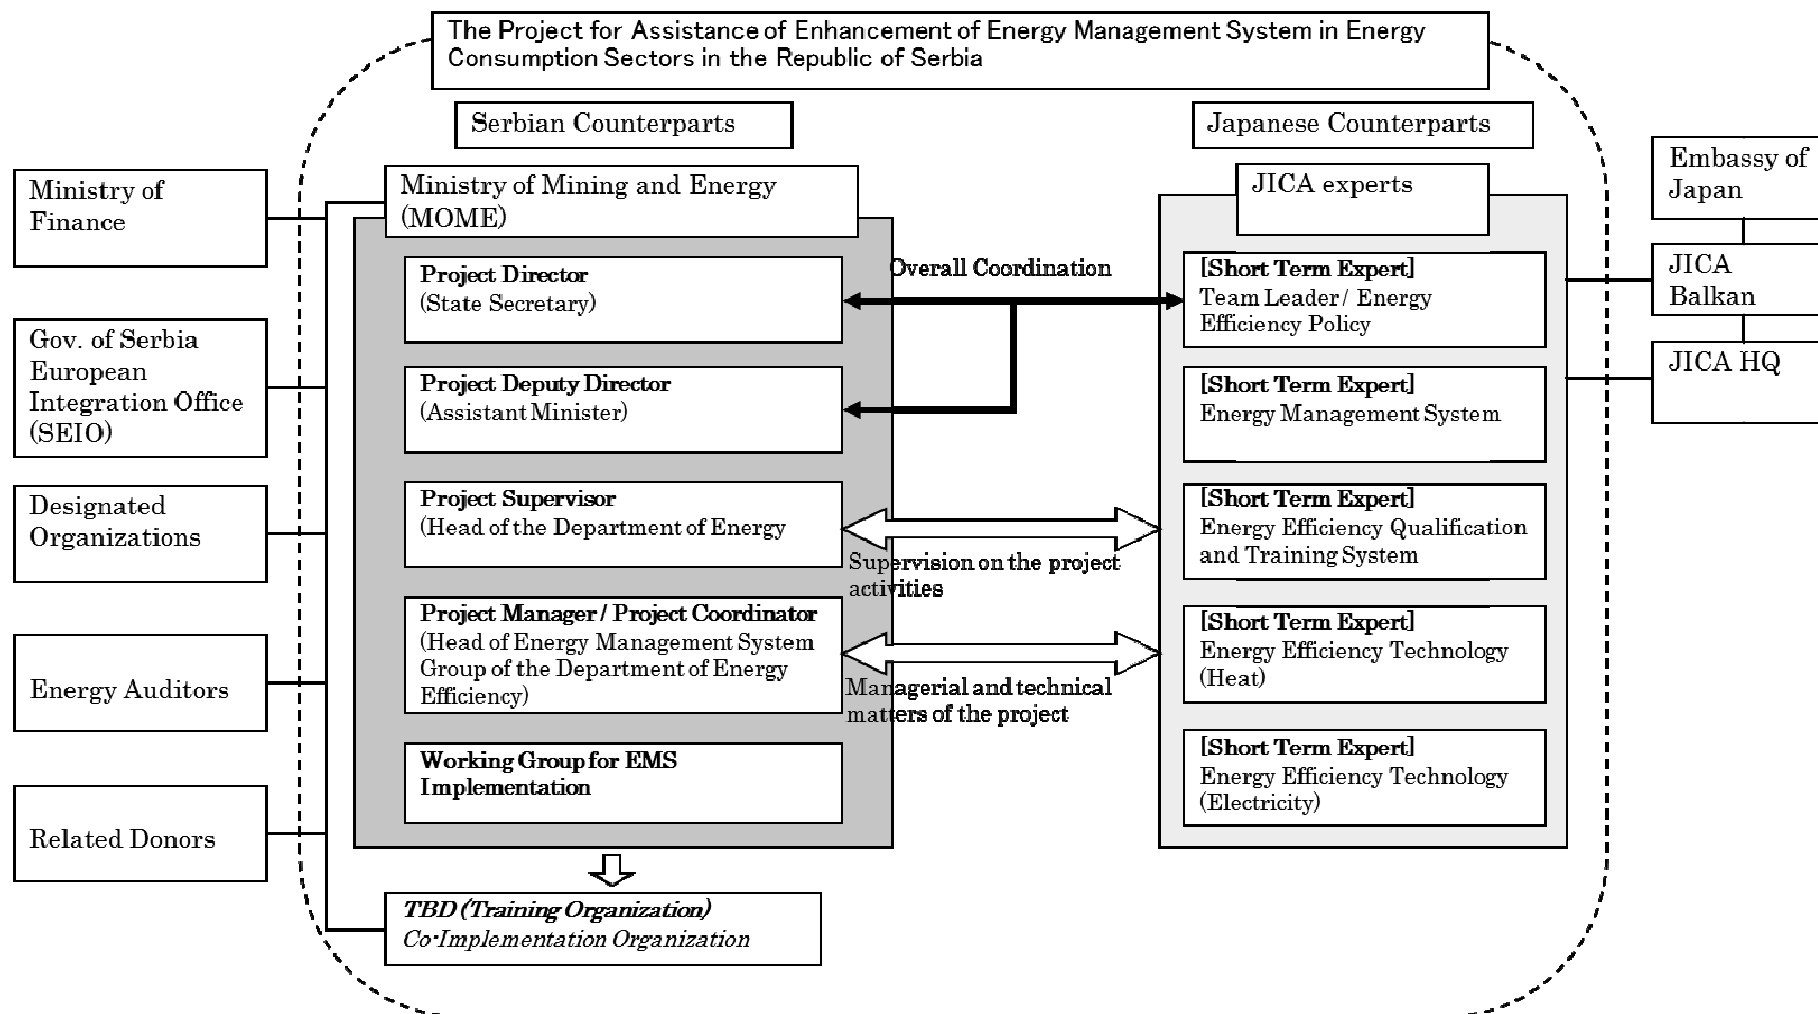 The Project for Assistance of Enhancement of Energy Management System in Energy
Consumption Sectors in the Republic of Serbia
Serbian Counterparts
Japanese Counterparts
Ministry of
Finance
Gov. of Serbia
European
Integration Office
(SEIO)
Designated
Organizations
Energy Auditors
Related Donors
Ministry of Mining and Energy
(MOME)
Project Director
(State Secretary)
Project Deputy Director
(Assistant Minister)
Project Supervisor
(Head of the Department of Energy
Project Manager / Project Coordinator
(Head of Energy Management System
Group of the Department of Energy
Efficiency)
Working Group for EMS
Implementation
TBD (Training Organization)
Co-Implementation Organization
Overall Coordination
Supervision on the project
activities
Managerial and technical
matters of the project
JICA experts
[Short Term Expert]
Team Leader / Energy
Efficiency Policy
[Short Term Expert]
Energy Management System
[Short Term Expert]
Energy Efficiency Qualification
and Training System
[Short Term Expert]
Energy Efficiency Technology
(Heat)
[Short Term Expert]
Energy Efficiency Technology
(Electricity)
Embassy of
Japan
JICA
Balkan
JICA HQ